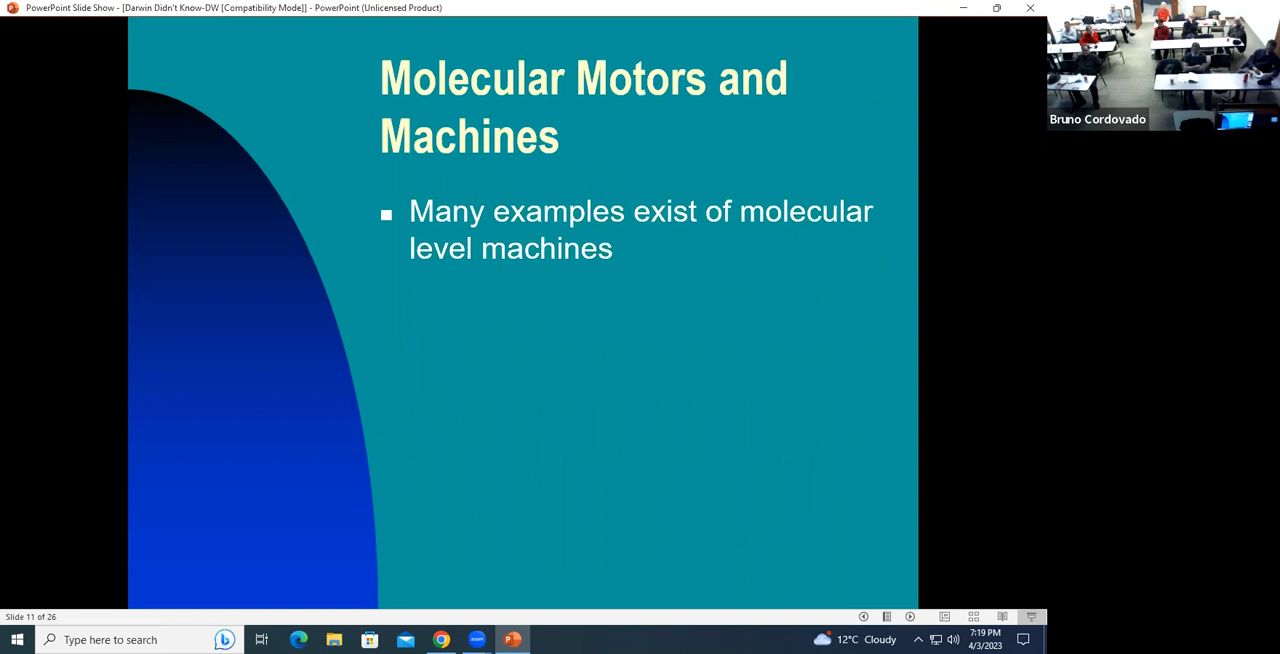 PowerPoint Slide Show - [Darwin Didn't Know-DW [Compatibility Mode]] - PowerPoint (Unlicensed Product)
Molecular Motors and
Machines
Many examples exist of molecular
level machines
Bruno Cordovado
Slide 11 of 26
Type here to search
zoom
12°C Cloudy
7:19 PM
4/3/2023